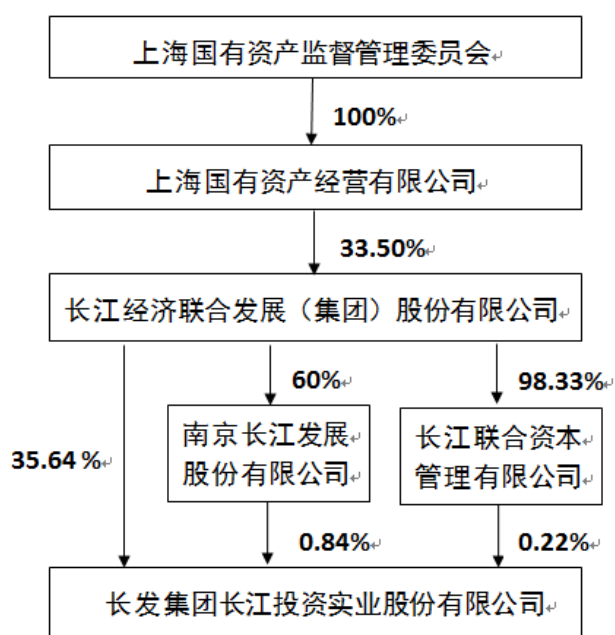 上海国有资产监督管理委员会
100%
上海国有资产经营有限公司
33.50%
长江经济联合发展（集团）股份有限公司
60%
98.33%
35.64 %
南京长江发展
股份有限公司
长江联合资本
管理有限公司
0.84%
0.22%
长发集团长江投资实业股份有限公司